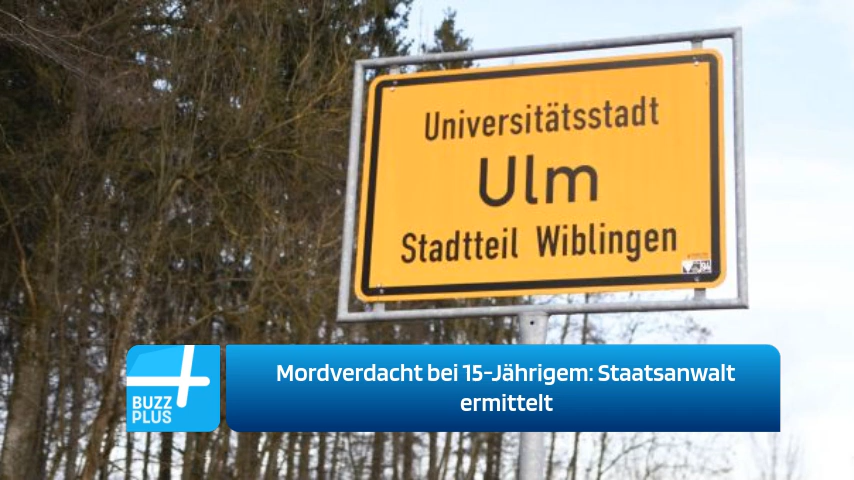 Universitätsstadt
Ulm
Stadtteil Wiblingen
BUZZ
PLUS
Mordverdacht bei 15-Jährigem: Staatsanwalt
ermittelt